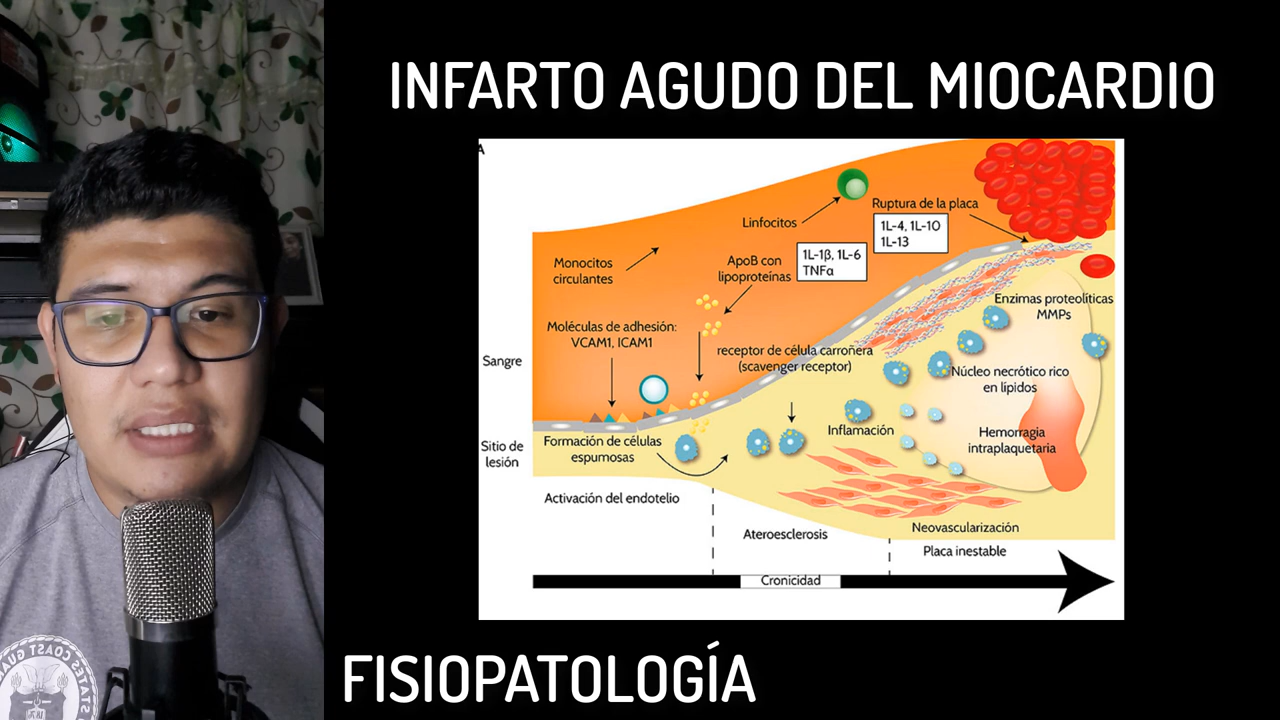 INFARTO AGUDO DEL MIOCARDIO
A
Linfocitos
Ruptura de la placa
1L-4, 1L-10
1L-13
Monocitos
circulantes
ApoB con
lipoproteínas
1L-1β, 1L-6
TNFα
Enzimas proteolíticas
MMPs
Moléculas de adhesión:
VCAM1, ICAM1
receptor de célula carroñera
(scavenger receptor)
Sangre
Núcleo necrótico rico
en lípidos
Inflamación
Hemorragia
intraplaquetaria
Sitio de
lesión
Formación de células
espumosas
Activación del endotelio
Ateroesclerosis
Neovascularización
Placa inestable
Cronicidad
FISIOPATOLOGÍA